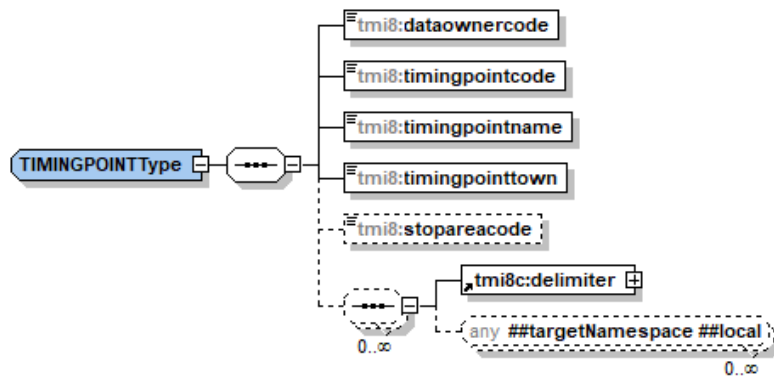 tmi8:dataownercode
tmi8:timingpointcode
tmi8:timingpointname
TIMINGPOINTType
tmi8:timingpointtown
tmi8:stopareacode
tmi8c:delimiter
any ##targetNamespace ##local
0..∞
0..∞